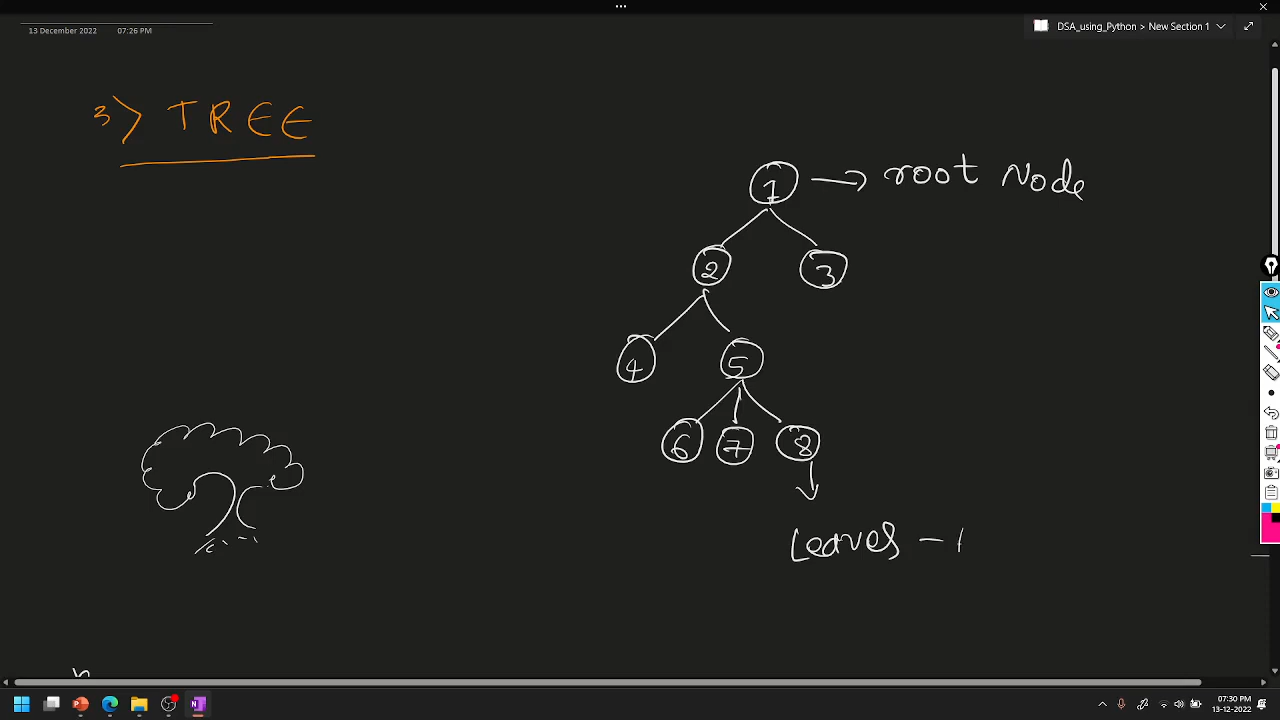 13 December 2022 07:26 PM
DSA_using_Python > New Section 1
3> TREE
1 → root Node
2 3
4 5
6 7 8
Leaves -
07:30 PM
13-12-2022